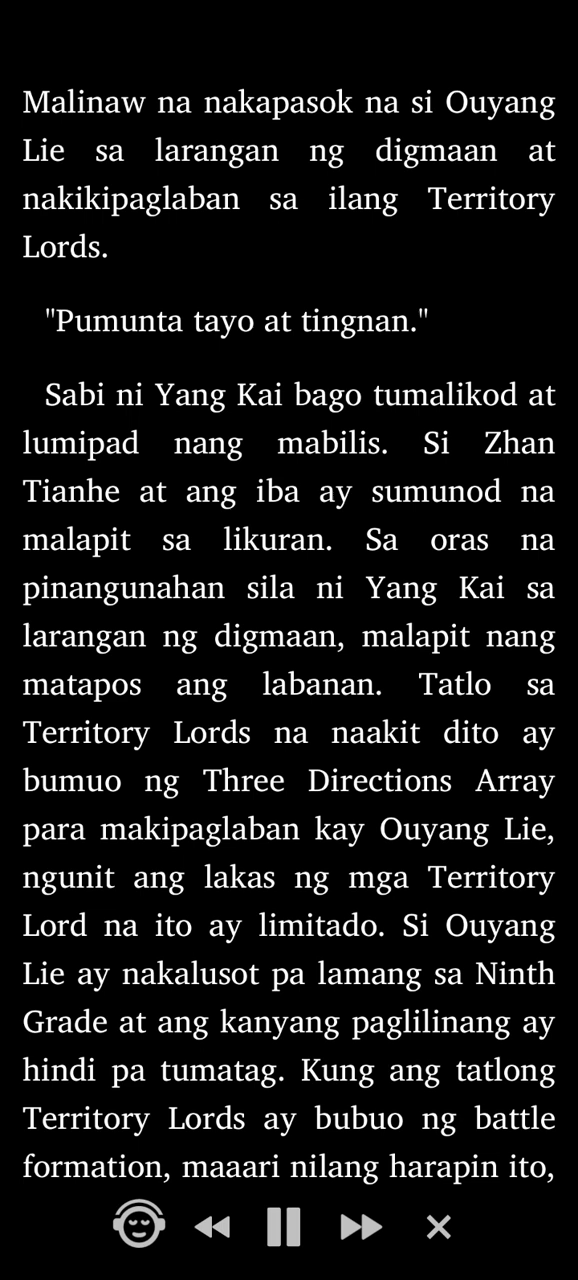 Malinaw na nakapasok na si Ouyang
Lie sa larangan ng digmaan at
nakikipaglaban sa ilang Territory
Lords.
"Pumunta tayo at tingnan."
Sabi ni Yang Kai bago tumalikod at
lumipad nang mabilis. Si Zhan
Tianhe at ang iba ay sumunod na
malapit sa likuran. Sa oras na
pinangunahan sila ni Yang Kai sa
larangan ng digmaan, malapit nang
matapos ang labanan. Tatlo sa
Territory Lords na naakit dito ay
bumuo ng Three Directions Array
para makipaglaban kay Ouyang Lie,
ngunit ang lakas ng mga Territory
Lord na ito ay limitado. Si Ouyang
Lie ay nakalusot pa lamang sa Ninth
Grade at ang kanyang paglilinang ay
hindi pa tumatag. Kung ang tatlong
Territory Lords ay bubuo ng battle
formation, maaari nilang harapin ito,